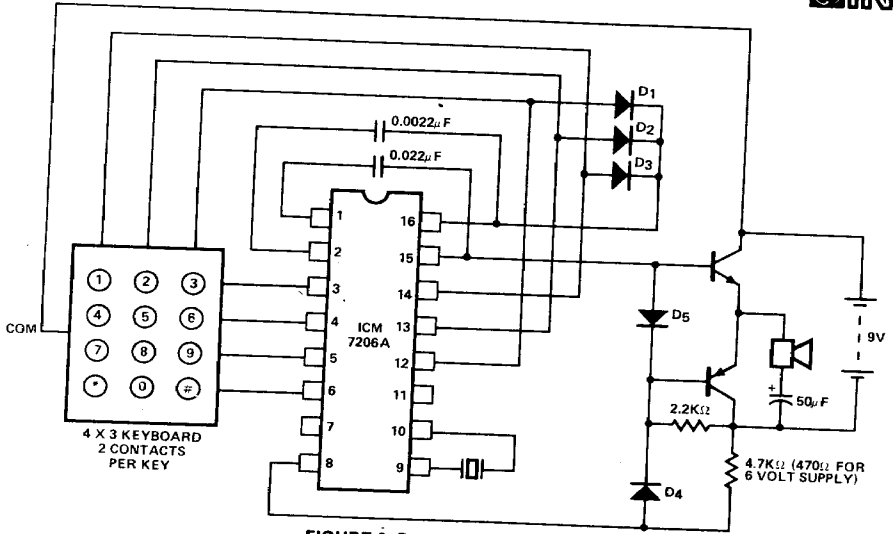 D1
0.0022μF
D2
0.022μF
D3
1
16
2
15
3
14
4
13
5
12
6
11
7
10
8
9
ICM
7206A
COM
1
2
3
4
5
6
7
8
9
*
0
#
4 X 3 KEYBOARD
2 CONTACTS
PER KEY
D5
9V
+
50μF
2.2KΩ
4.7KΩ (470Ω FOR
6 VOLT SUPPLY)
D4